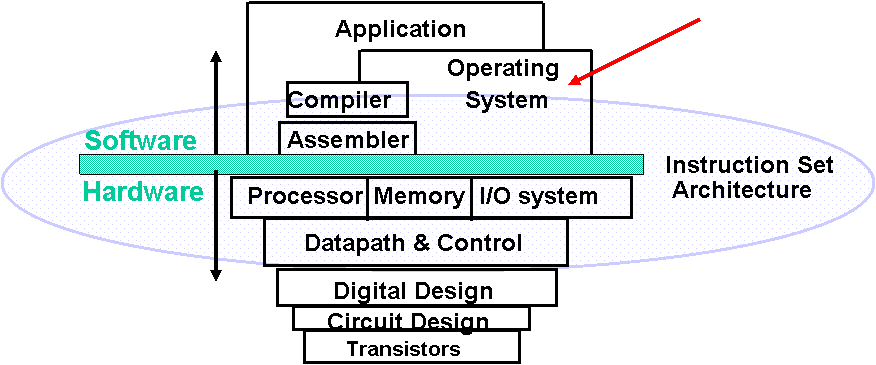 Application
Operating
System
Compiler
Assembler
Software
Hardware
Instruction Set
Architecture
Processor
Memory
I/O system
Datapath & Control
Digital Design
Circuit Design
Transistors